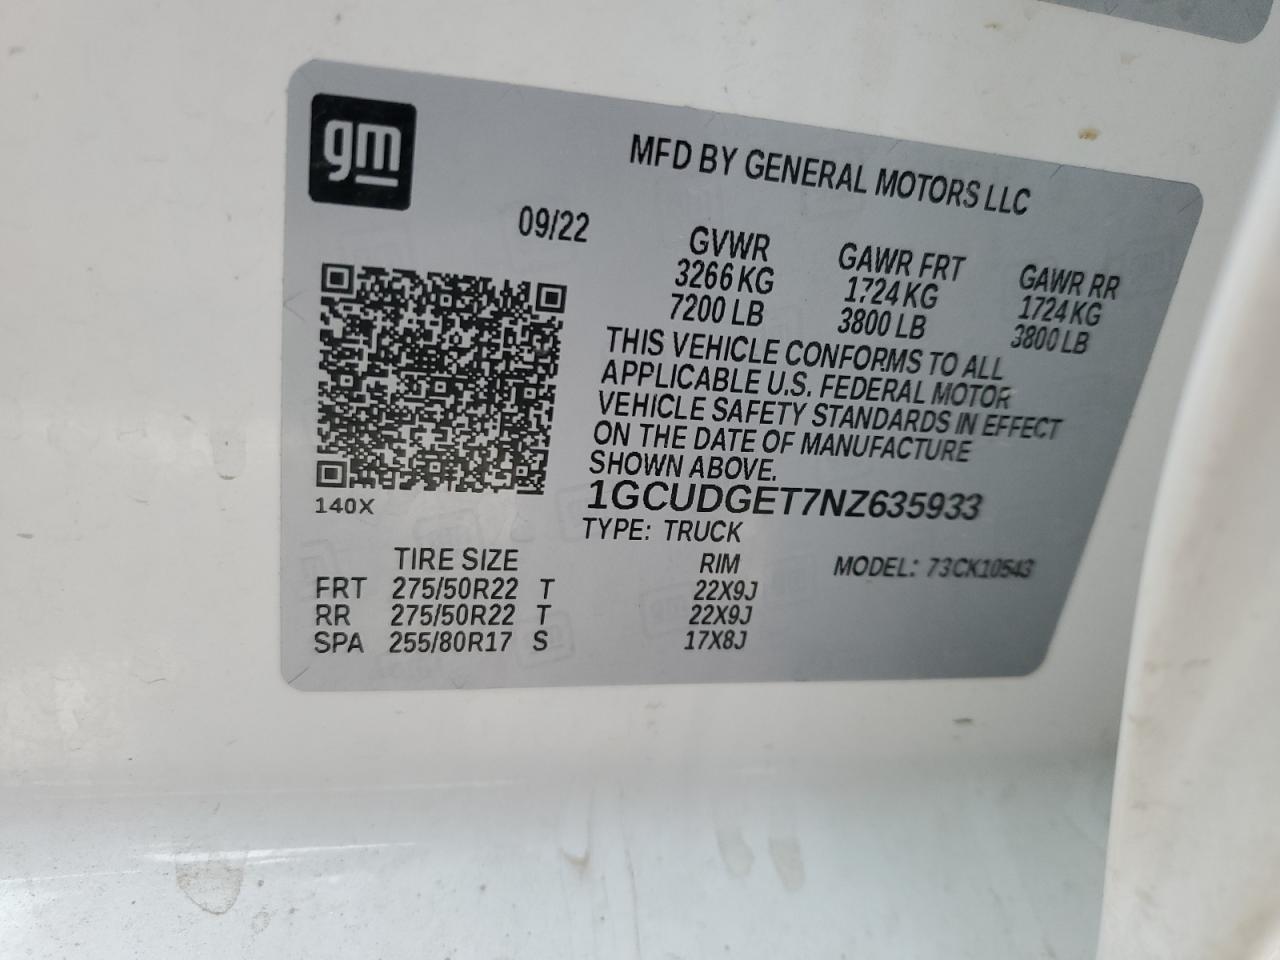 gm
MFD BY GENERAL MOTORS LLC
09/22
GVWR GAWR FRT GAWR RR
3266 KG 1724 KG 1724 KG
7200 LB 3800 LB 3800 LB
THIS VEHICLE CONFORMS TO ALL
APPLICABLE U.S. FEDERAL MOTOR
VEHICLE SAFETY STANDARDS IN EFFECT
ON THE DATE OF MANUFACTURE
SHOWN ABOVE.
1GCUDGET7NZ635933
140X
TYPE: TRUCK
TIRE SIZE RIM MODEL: 73CK10543
FRT 275/50R22 T 22X9J
RR 275/50R22 T 22X9J
SPA 255/80R17 S 17X8J